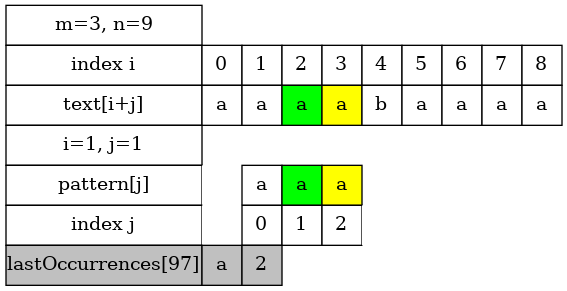 m=3, n=9
index i 0 1 2 3 4 5 6 7 8
text[i+j] a a a a b a a a a
i=1, j=1
pattern[j] a a a
index j 0 1 2
lastOccurrences[97] a 2